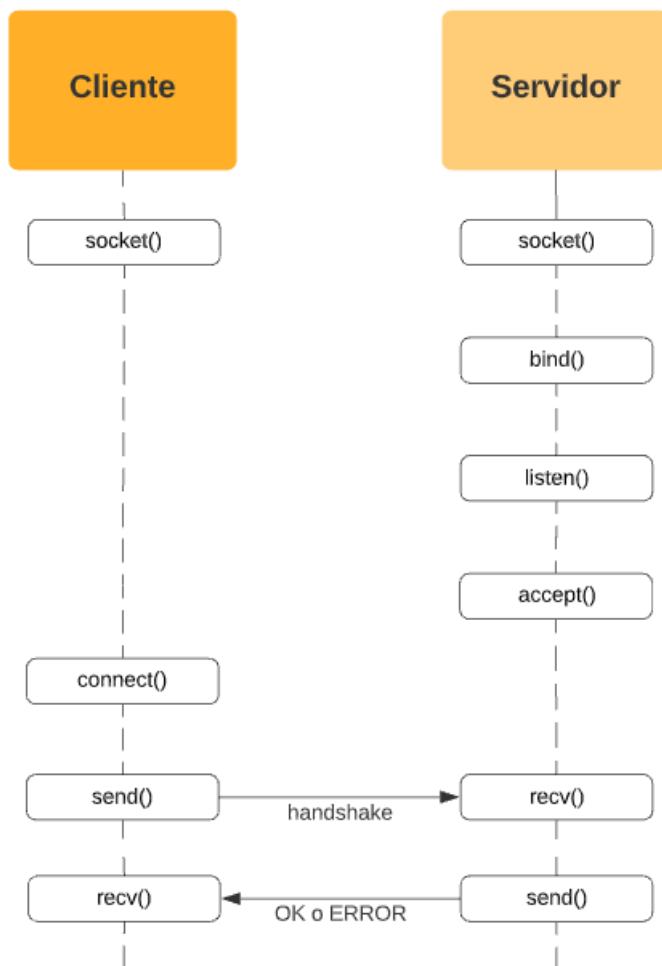 Cliente
Servidor
socket()
socket()
bind()
listen()
accept()
connect()
send()
handshake
recv()
recv()
OK o ERROR
send()